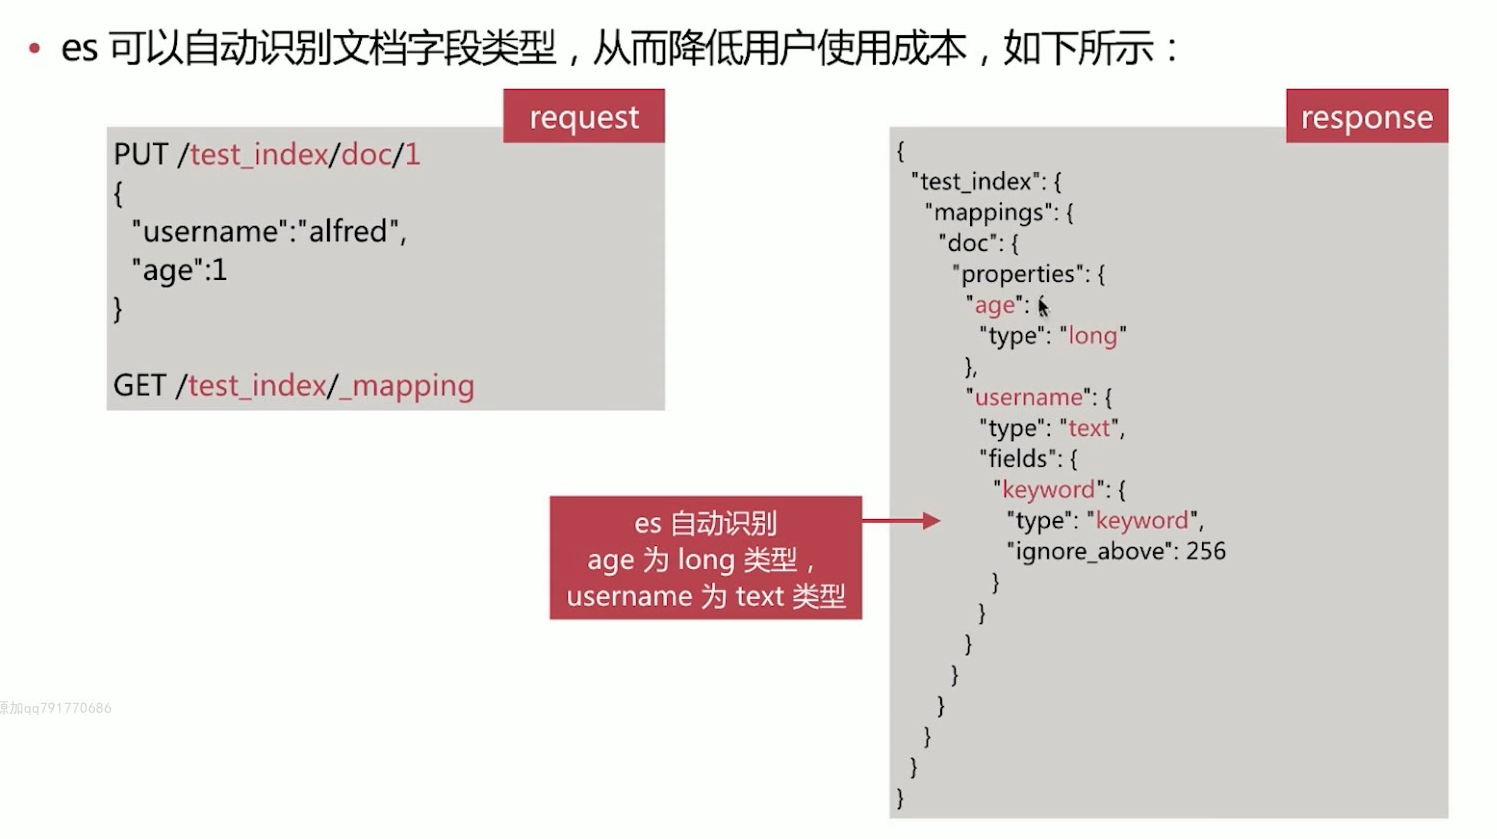 • es 可以自动识别文档字段类型，从而降低用户使用成本，如下所示：
request
PUT /test_index/doc/1
{
"username":"alfred",
"age":1
}
GET /test_index/_mapping
response
{
"test_index": {
"mappings": {
"doc": {
"properties": {
"age": {
"type": "long"
},
"username": {
"type": "text",
"fields": {
"keyword": {
"type": "keyword",
"ignore_above": 256
}
}
}
}
}
}
}
}
es 自动识别
age 为 long 类型，
username 为 text 类型
原加qq791770686